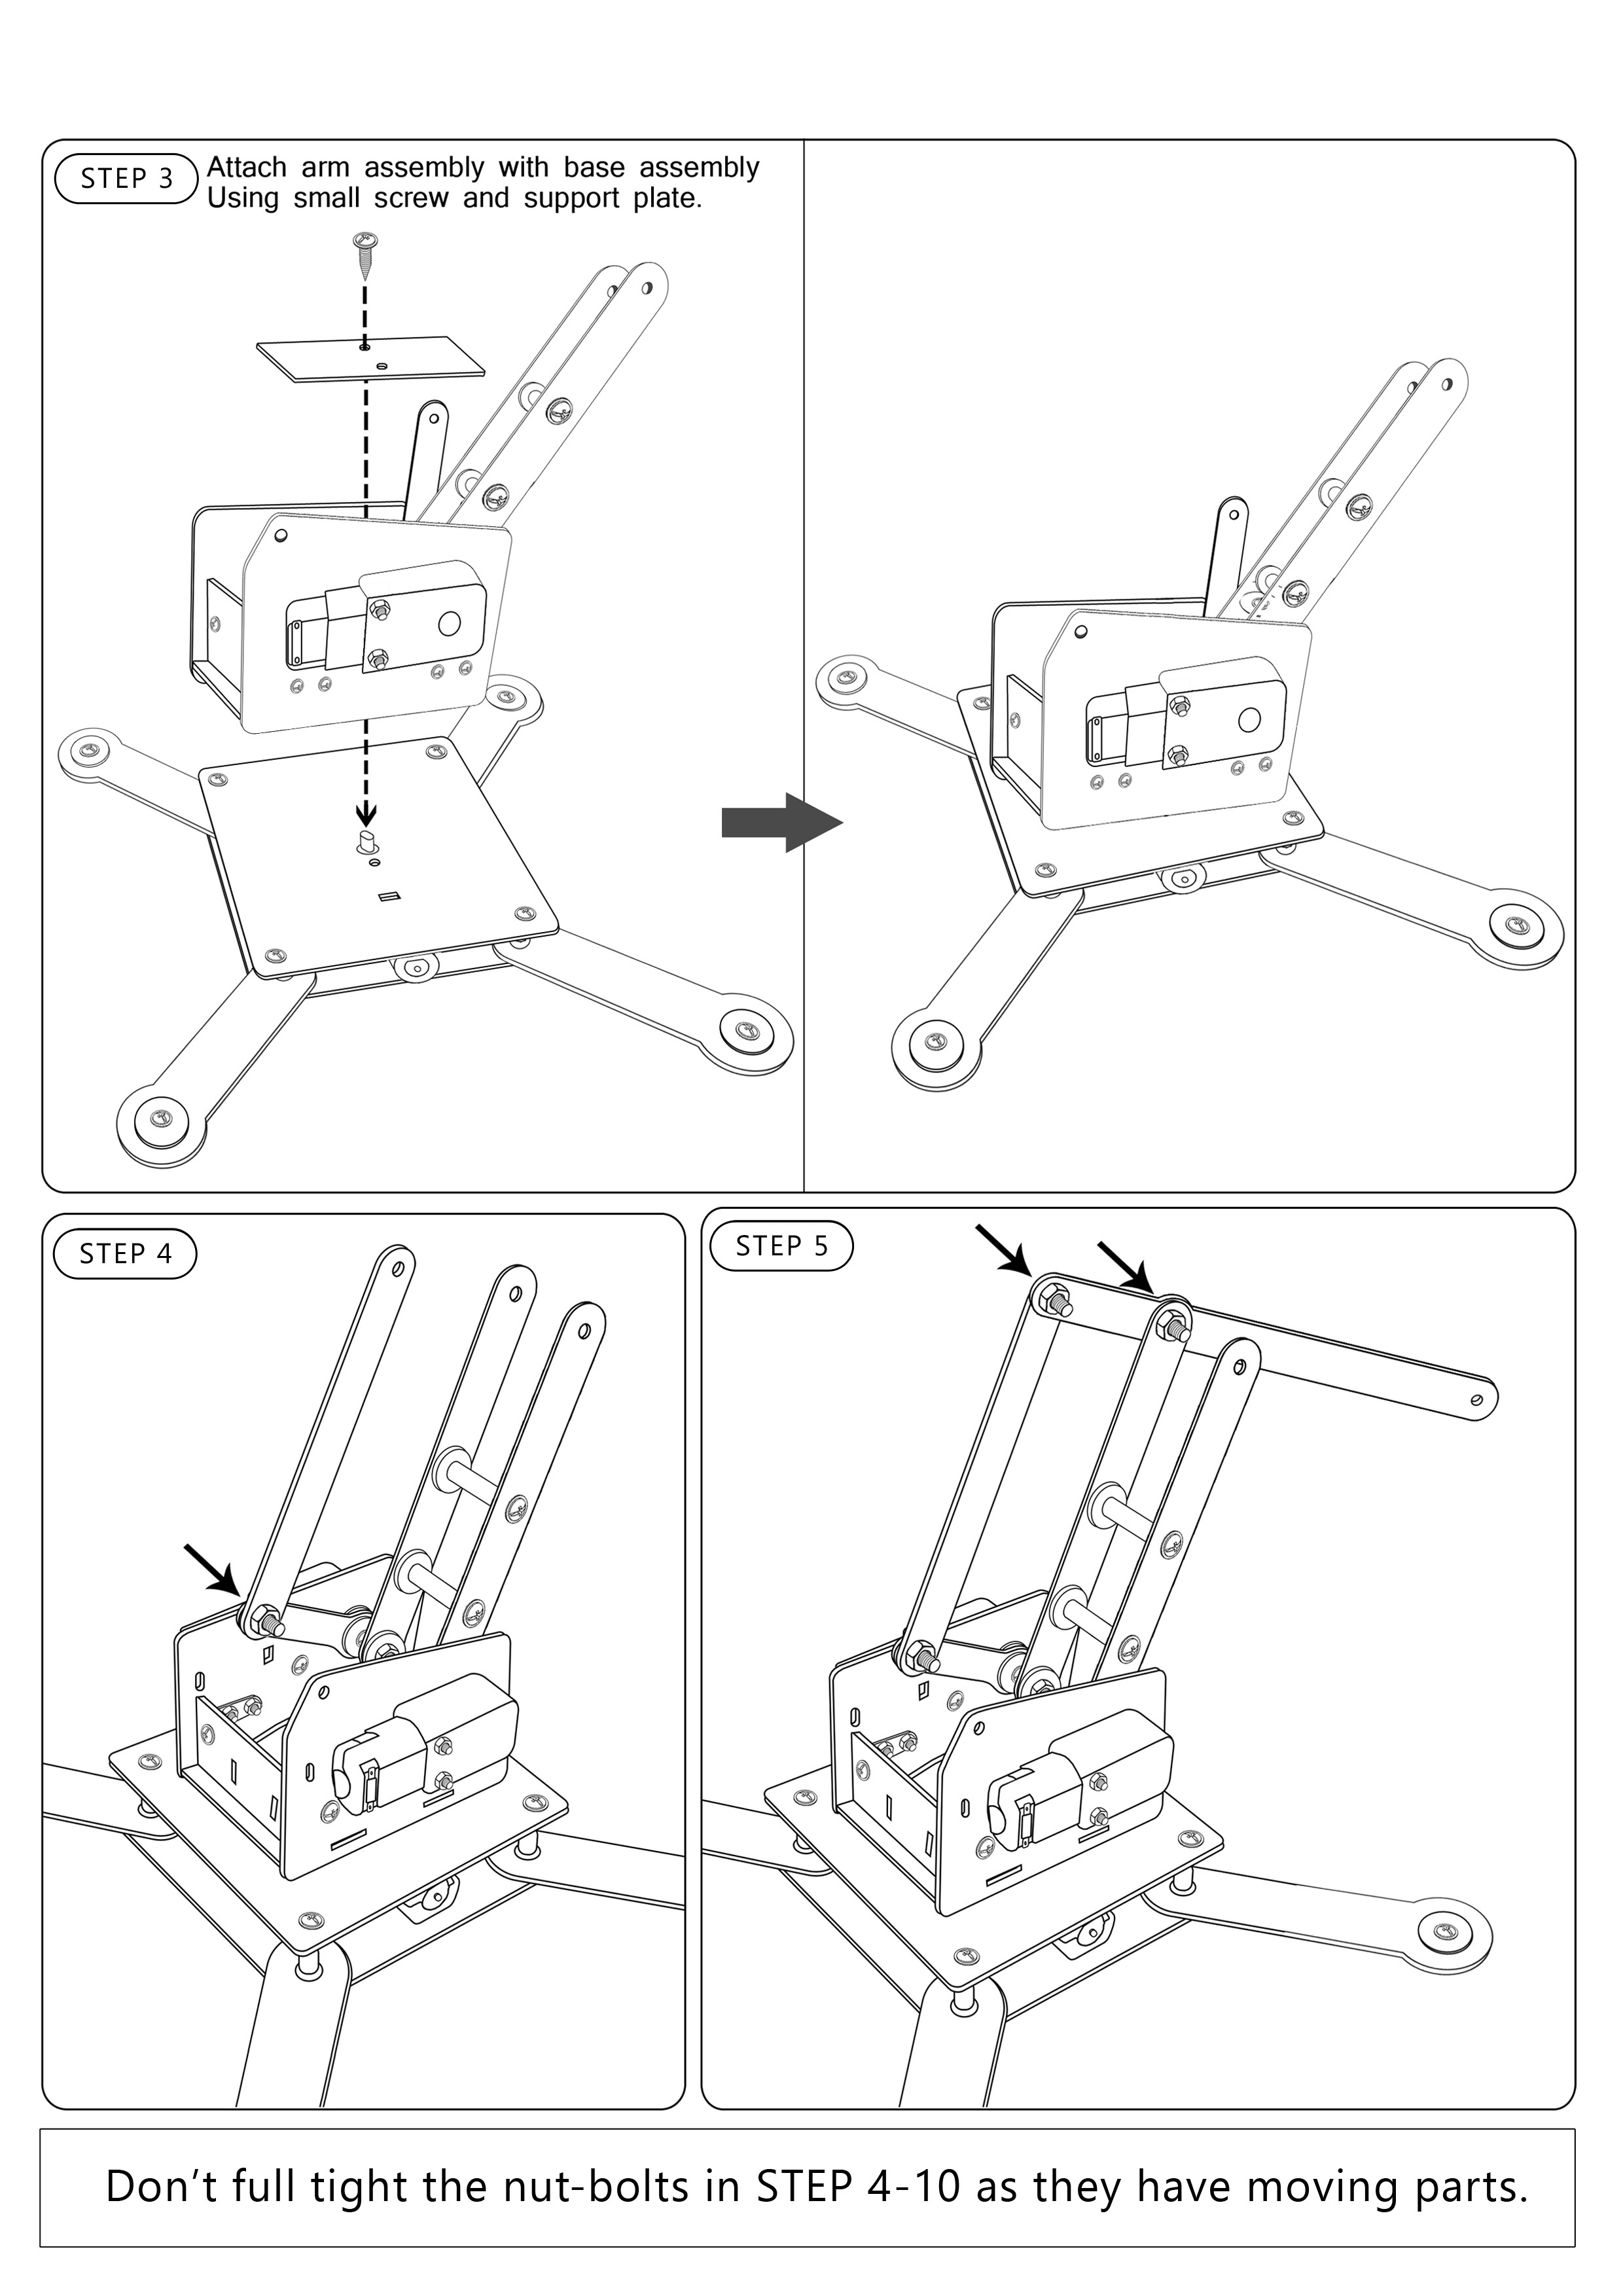 STEP 3
Attach arm assembly with base assembly
Using small screw and support plate.
STEP 4
STEP 5
Don’t full tight the nut-bolts in STEP 4-10 as they have moving parts.